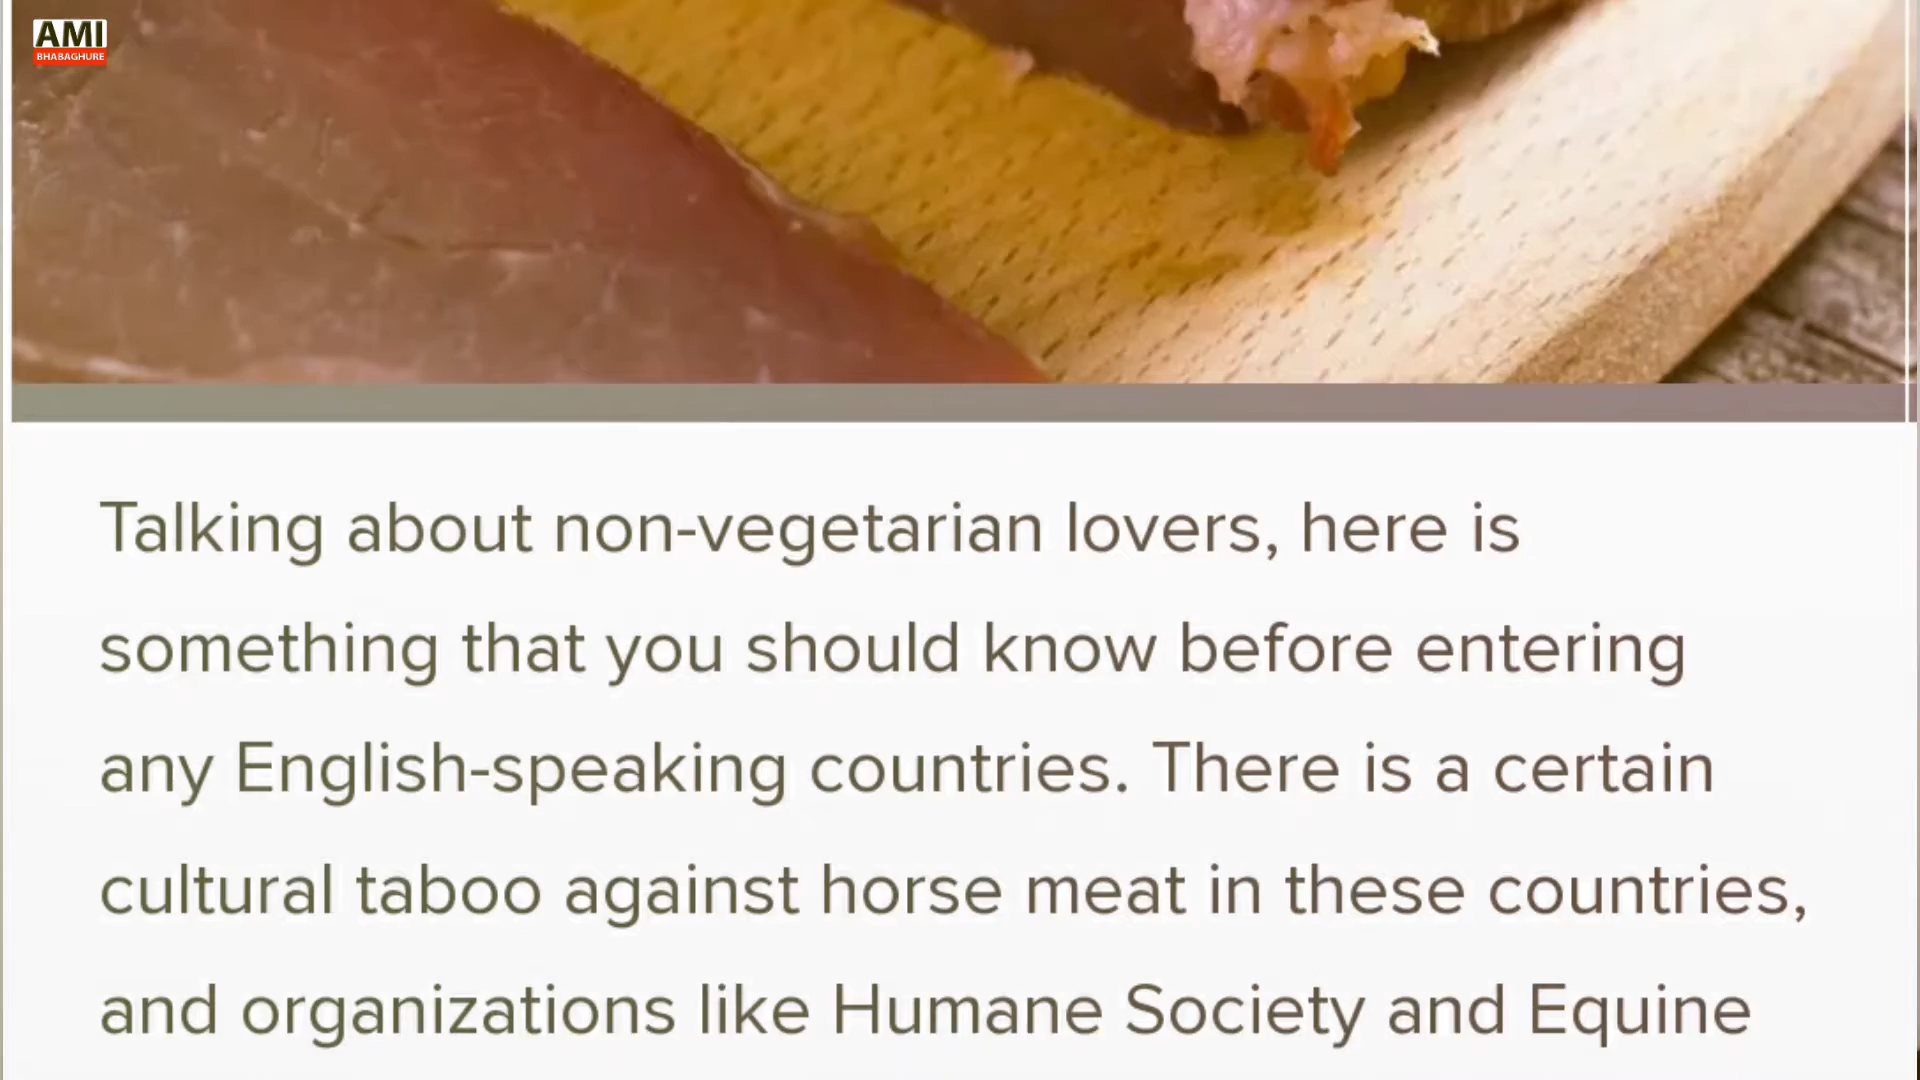 AMI
BHABAGHURE
Talking about non-vegetarian lovers, here is
something that you should know before entering
any English-speaking countries. There is a certain
cultural taboo against horse meat in these countries,
and organizations like Humane Society and Equine